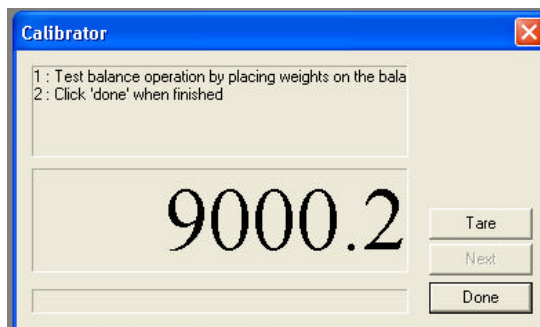 Calibrator
1 : Test balance operation by placing weights on the bala
2 : Click 'done' when finished
9000.2
Tare
Next
Done